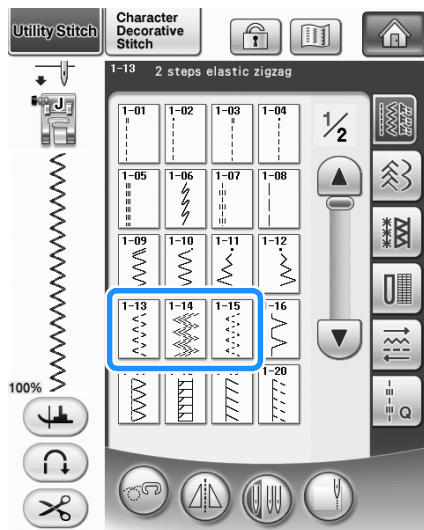 Utility Stitch
Character
Decorative
Stitch
1-13 2 steps elastic zigzag
J
1-01 1-02 1-03 1-04
1/2
1-05 1-06 1-07 1-08
1-09 1-10 1-11 1-12
1-13 1-14 1-15 1-16
1-20
100%
Q